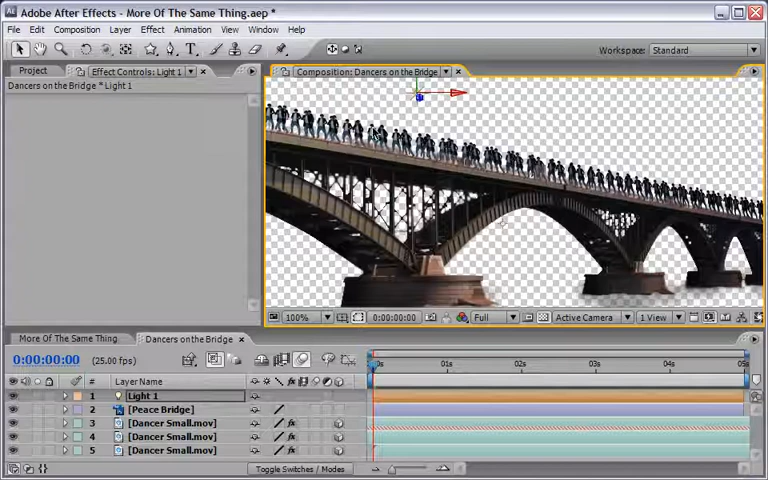 Adobe After Effects - More Of The Same Thing.aep *
File Edit Composition Layer Effect Animation View Window Help
T Workspace: Standard
Project Effect Controls: Light 1 Composition: Dancers on the Bridge
Dancers on the Bridge * Light 1
100% 0:00:00:00 Full Active Camera 1 View
More Of The Same Thing Dancers on the Bridge
0:00:00:00 (25.00 fps) 0s 01s 02s 03s 04s 05s
# Layer Name
1 Light 1
2 [Peace Bridge]
3 [Dancer Small.mov]
4 [Dancer Small.mov]
5 [Dancer Small.mov]
Toggle Switches / Modes